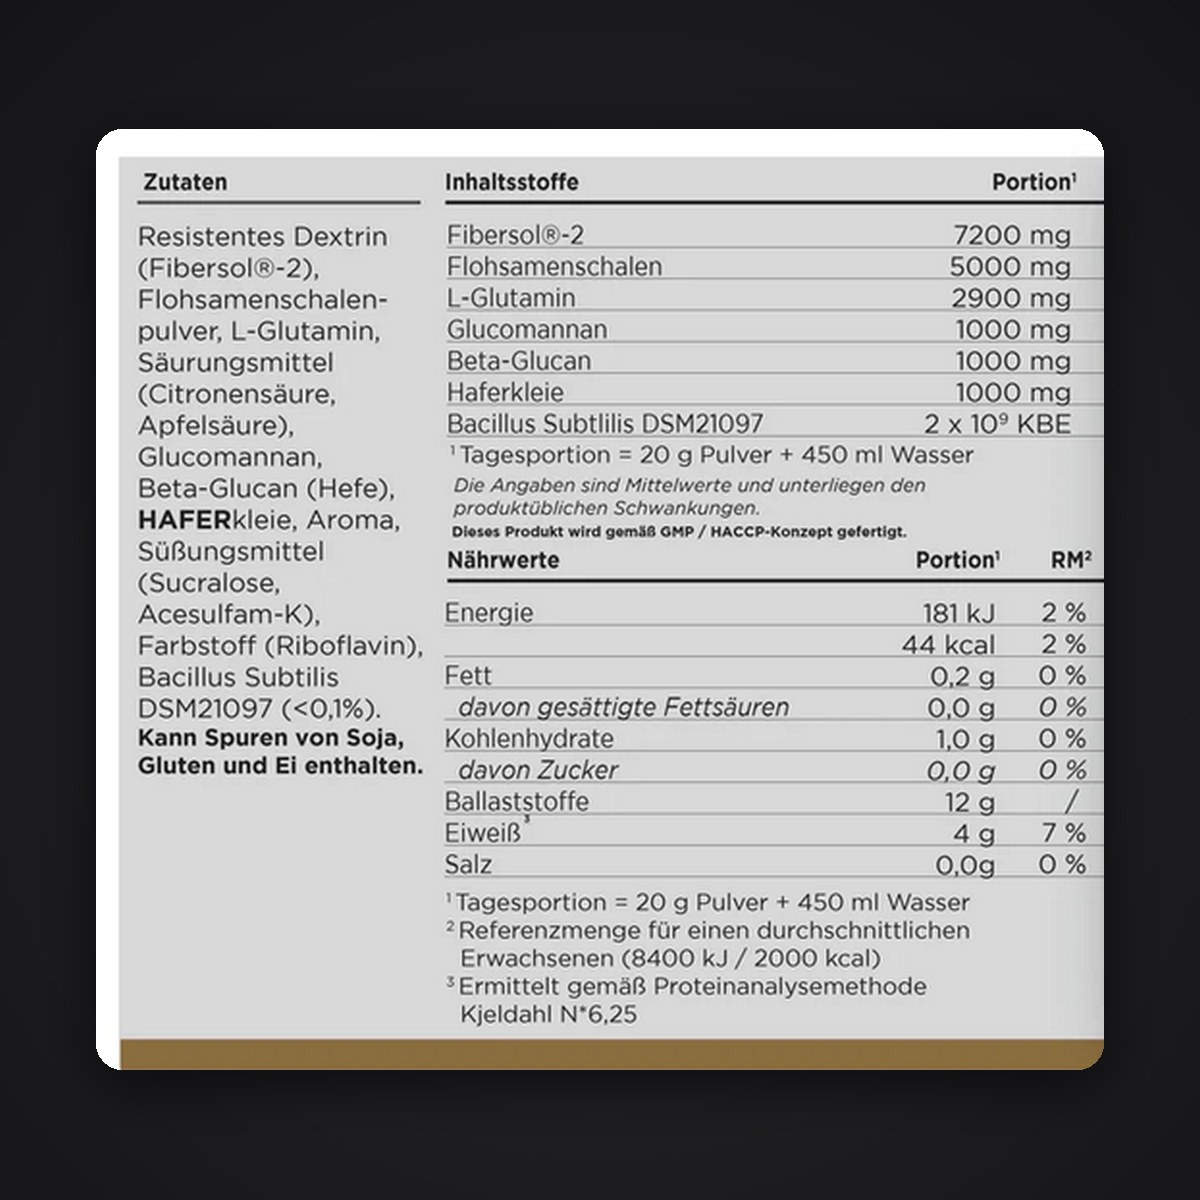 Zutaten
Resistentes Dextrin
(Fibersol®-2),
Flohsamenschalen-
pulver, L-Glutamin,
Säurungsmittel
(Citronensäure,
Apfelsäure),
Glucomannan,
Beta-Glucan (Hefe),
HAFERkleie, Aroma,
Süßungsmittel
(Sucralose,
Acesulfam-K),
Farbstoff (Riboflavin),
Bacillus Subtilis
DSM21097 (<0,1%).
Kann Spuren von Soja,
Gluten und Ei enthalten.
Inhaltsstoffe Portion¹
Fibersol®-2 7200 mg
Flohsamenschalen 5000 mg
L-Glutamin 2900 mg
Glucomannan 1000 mg
Beta-Glucan 1000 mg
Haferkleie 1000 mg
Bacillus Subtlilis DSM21097 2 x 10⁹ KBE
¹ Tagesportion = 20 g Pulver + 450 ml Wasser
Die Angaben sind Mittelwerte und unterliegen den
produktüblichen Schwankungen.
Dieses Produkt wird gemäß GMP / HACCP-Konzept gefertigt.
Nährwerte Portion¹ RM²
Energie 181 kJ 2 %
44 kcal 2 %
Fett 0,2 g 0 %
davon gesättigte Fettsäuren 0,0 g 0 %
Kohlenhydrate 1,0 g 0 %
davon Zucker 0,0 g 0 %
Ballaststoffe 12 g /
Eiweiß³ 4 g 7 %
Salz 0,0g 0 %
¹ Tagesportion = 20 g Pulver + 450 ml Wasser
² Referenzmenge für einen durchschnittlichen
Erwachsenen (8400 kJ / 2000 kcal)
³ Ermittelt gemäß Proteinanalysemethode
Kjeldahl N*6,25